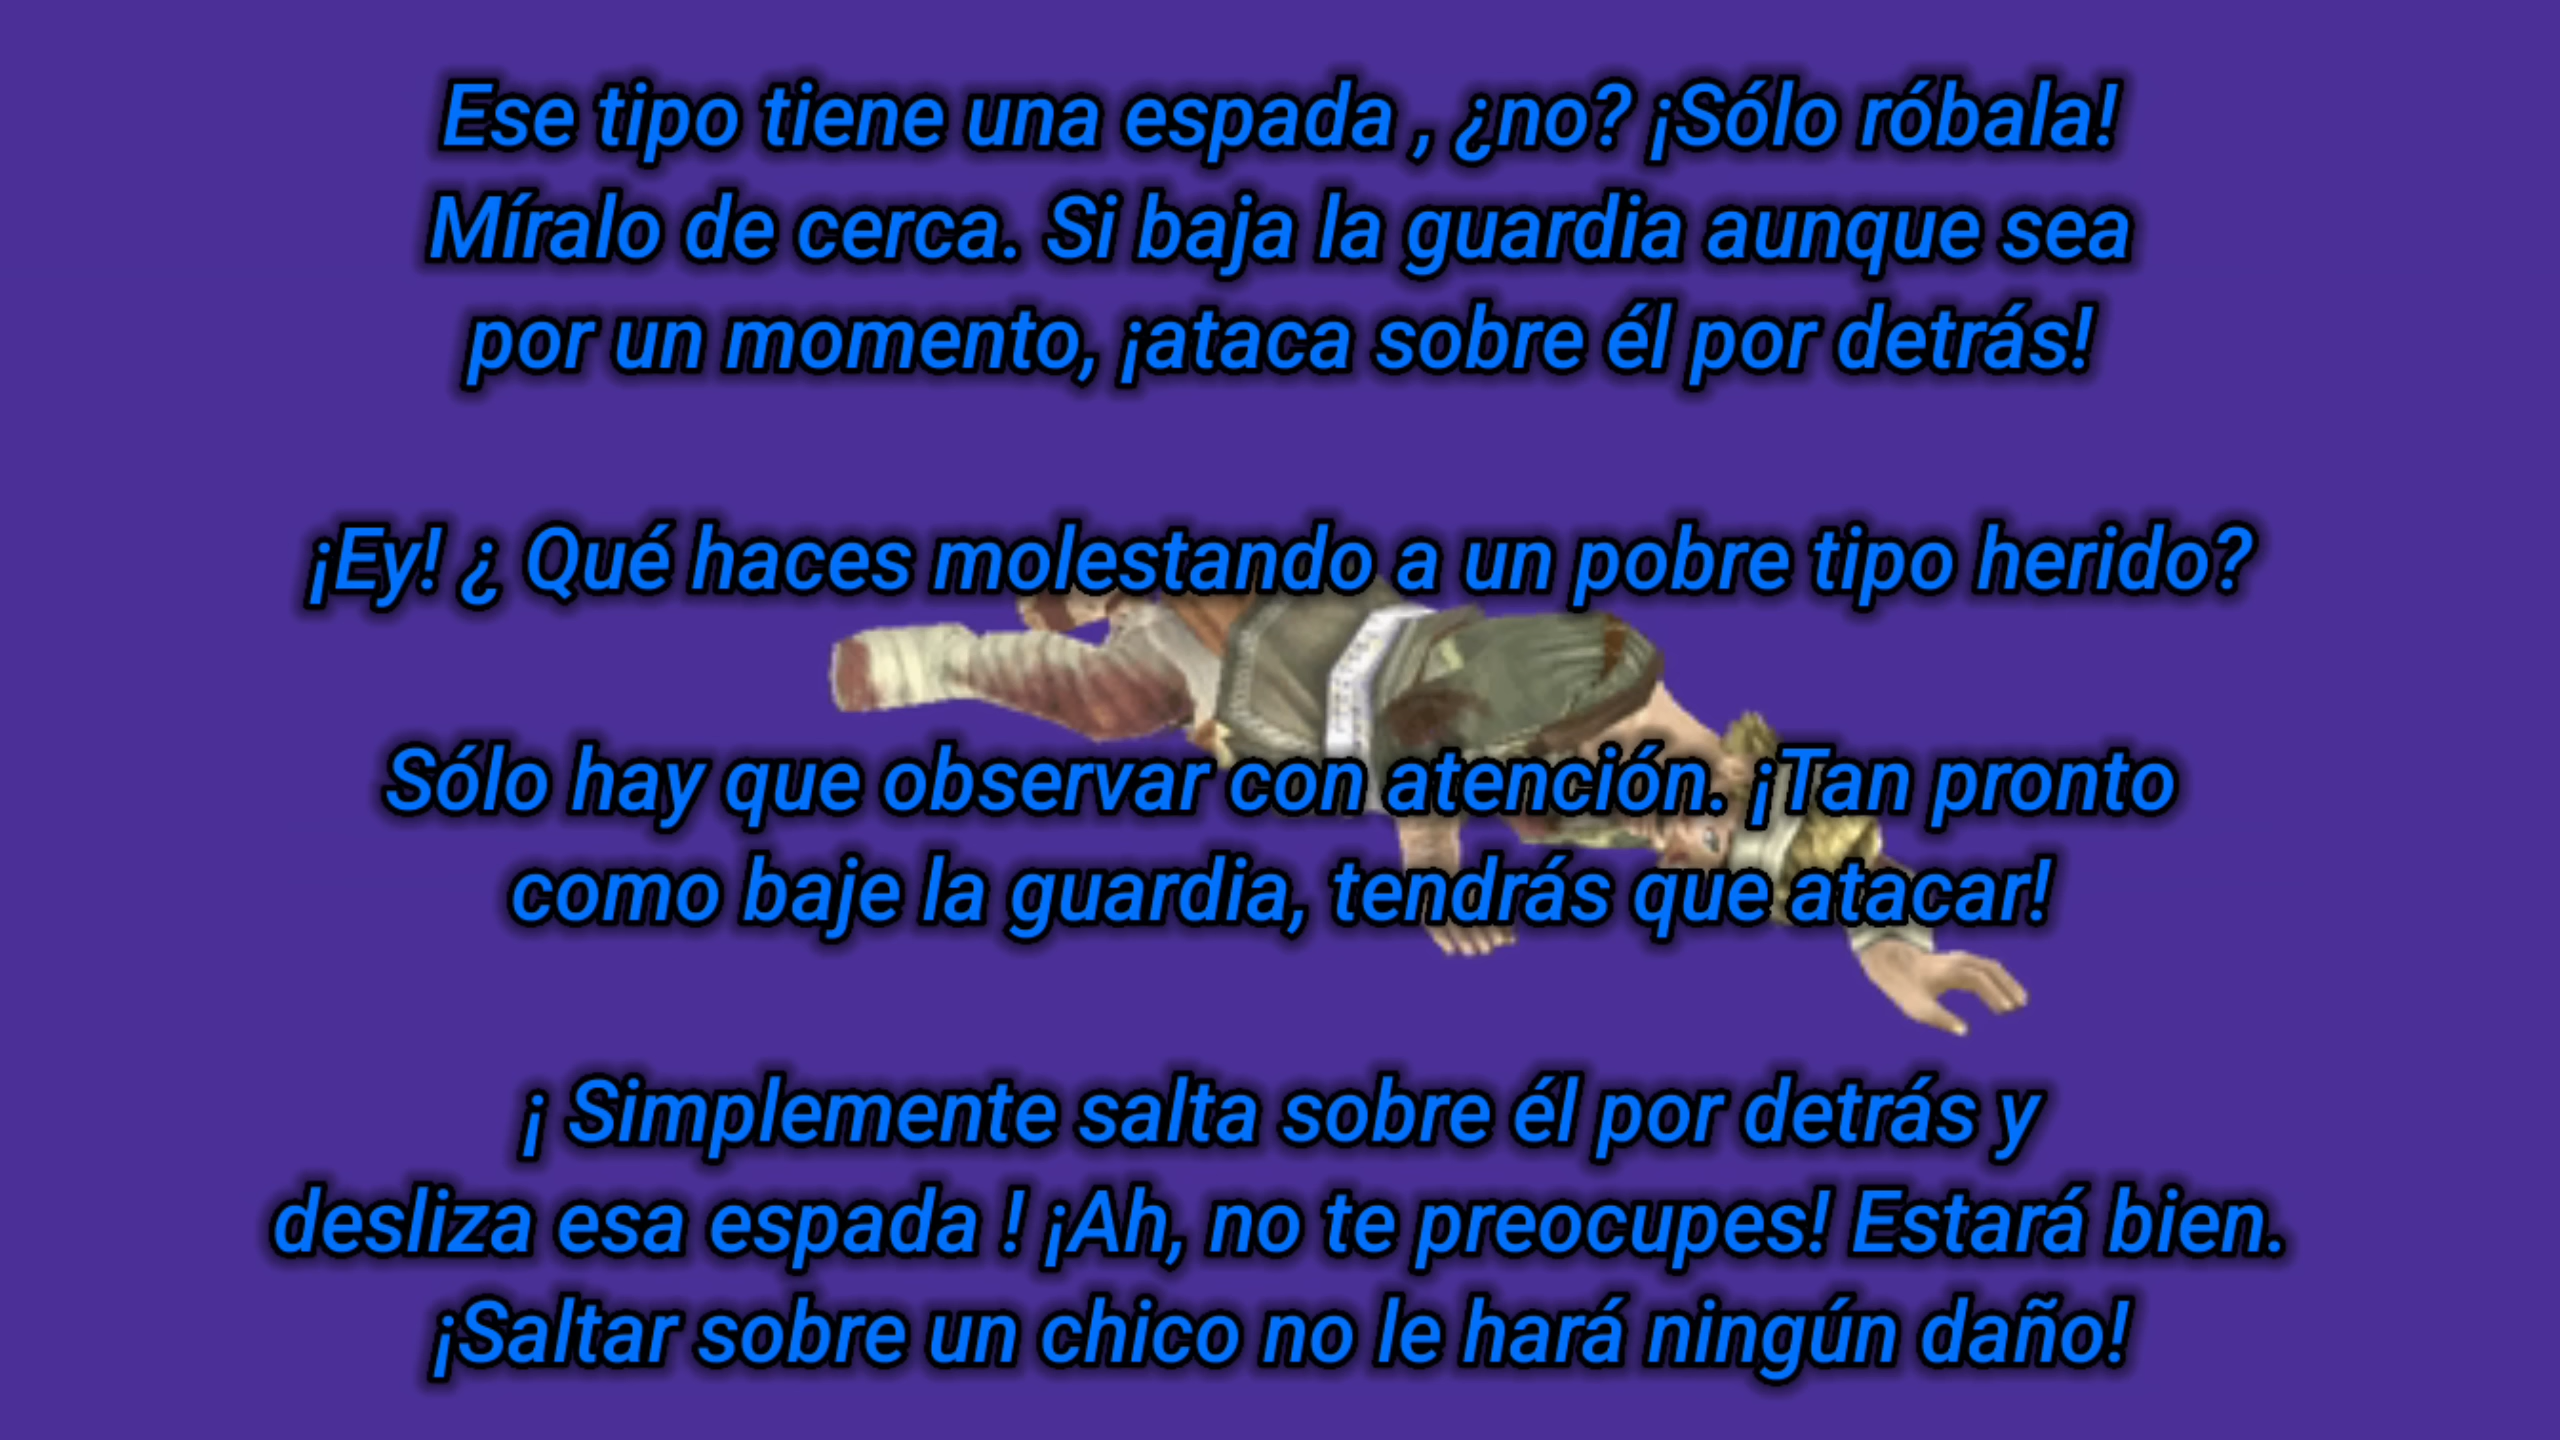 Ese tipo tiene una espada , ¿no? ¡Sólo róbala!
Míralo de cerca. Si baja la guardia aunque sea
por un momento, ¡ataca sobre él por detrás!
¡Ey! ¿ Qué haces molestando a un pobre tipo herido?
Sólo hay que observar con atención. ¡Tan pronto
como baje la guardia, tendrás que atacar!
¡ Simplemente salta sobre él por detrás y
desliza esa espada ! ¡Ah, no te preocupes! Estará bien.
¡Saltar sobre un chico no le hará ningún daño!